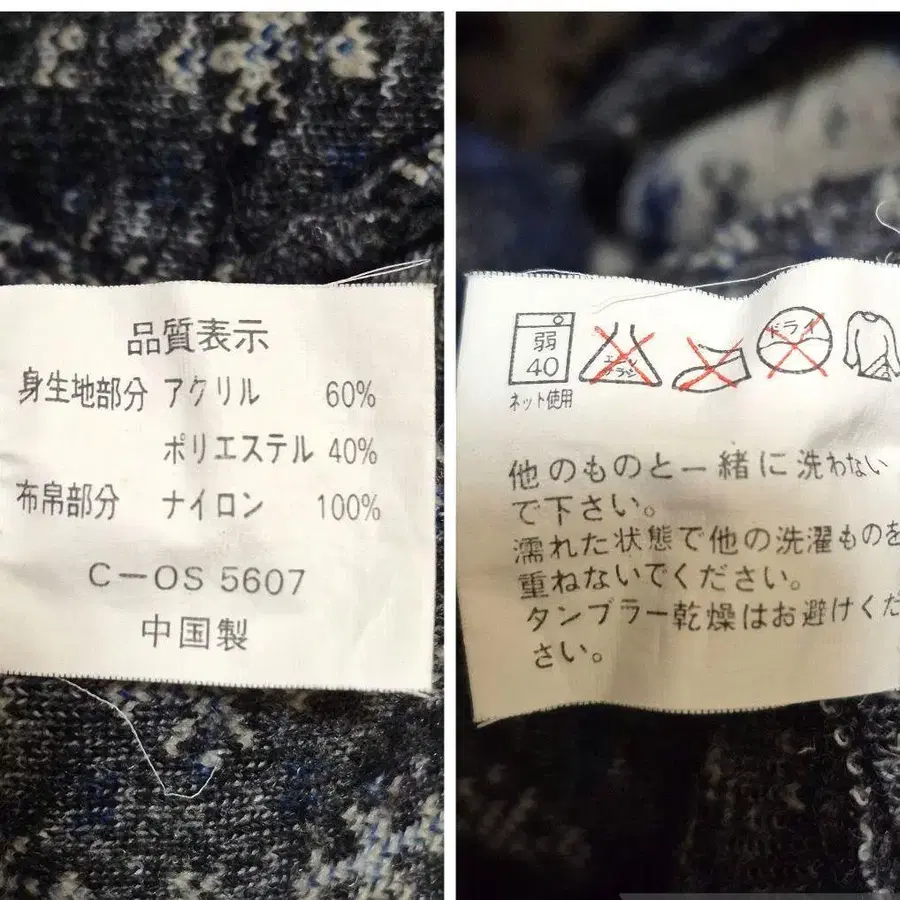 品質表示
身生地部分 アクリル 60%
ポリエステル 40%
布帛部分 ナイロン 100%
C－OS 5607
中国製
弱
40
ネット使用
ドライ
他のものと一緒に洗わない
で下さい。
濡れた状態で他の洗濯ものを
重ねないでください。
タンブラー乾燥はお避けくだ
さい。